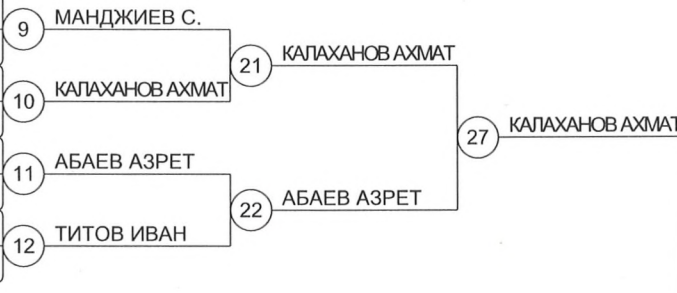 9 МАНДЖИЕВ С.
21 КАЛАХАНОВ АХМАТ
10 КАЛАХАНОВ АХМАТ
27 КАЛАХАНОВ АХМАТ
11 АБАЕВ АЗРЕТ
22 АБАЕВ АЗРЕТ
12 ТИТОВ ИВАН